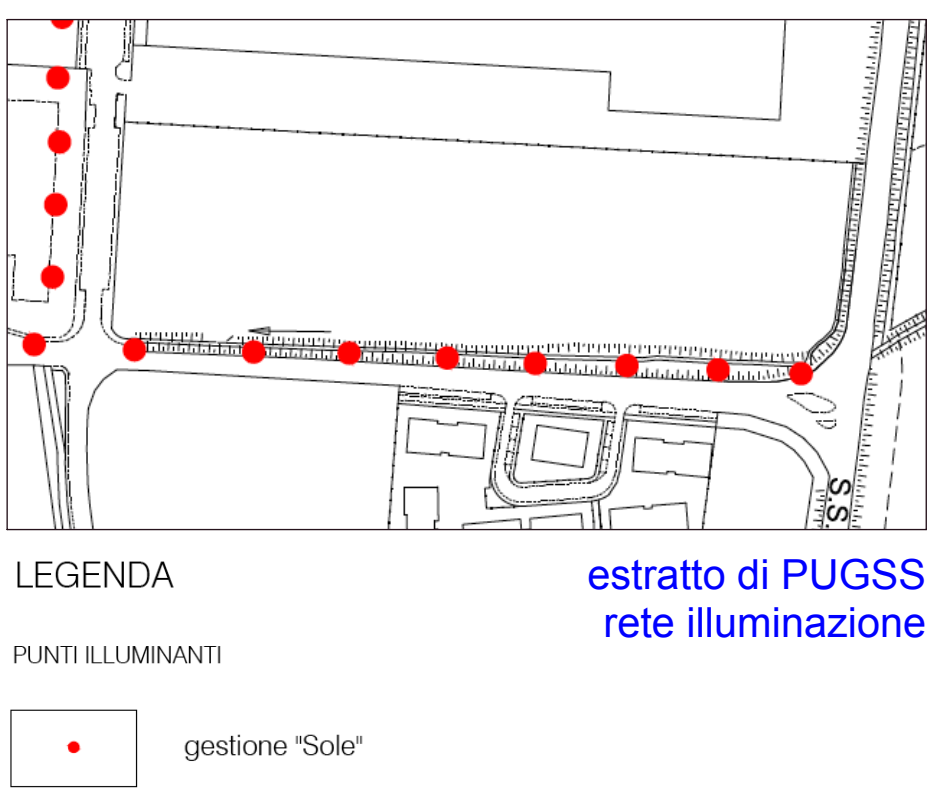 S.S.
LEGENDA
estratto di PUGSS
rete illuminazione
PUNTI ILLUMINANTI
gestione "Sole"